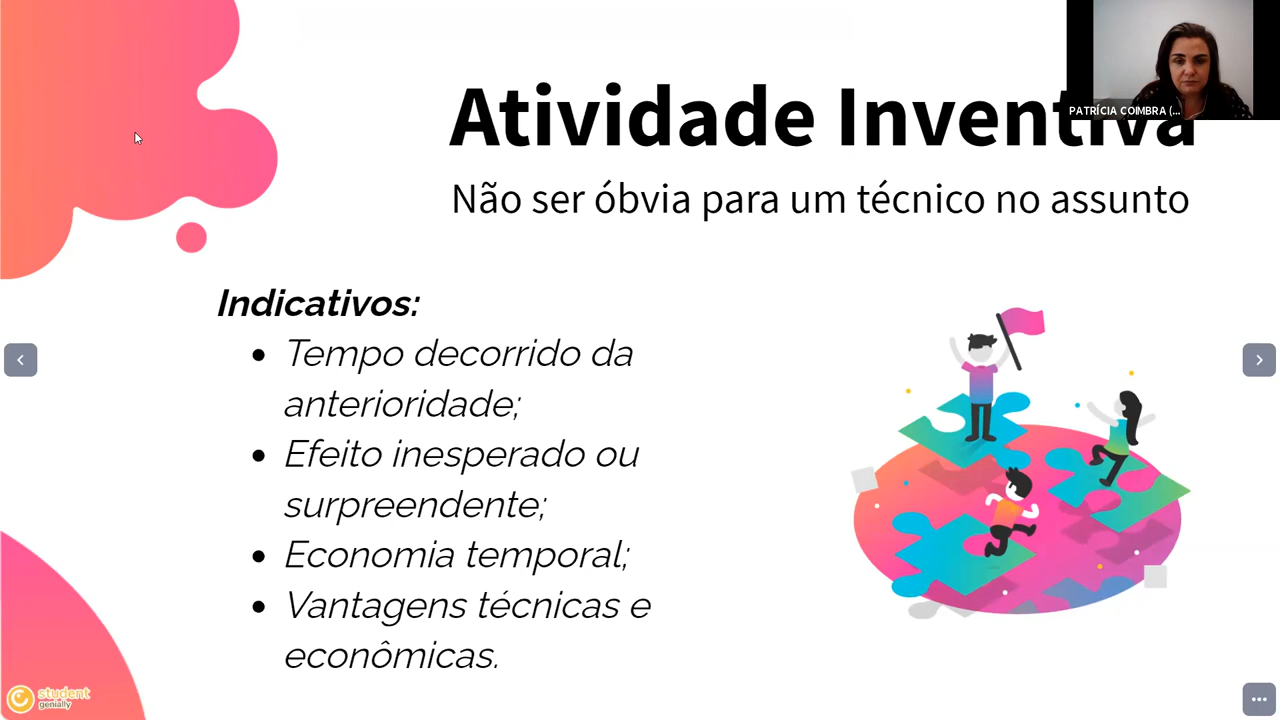 Atividade Inventiva
PATRÍCIA COIMBRA (...
Não ser óbvia para um técnico no assunto
Indicativos:
• Tempo decorrido da
anterioridade;
• Efeito inesperado ou
surpreendente;
• Economia temporal;
• Vantagens técnicas e
econômicas.
student
genially